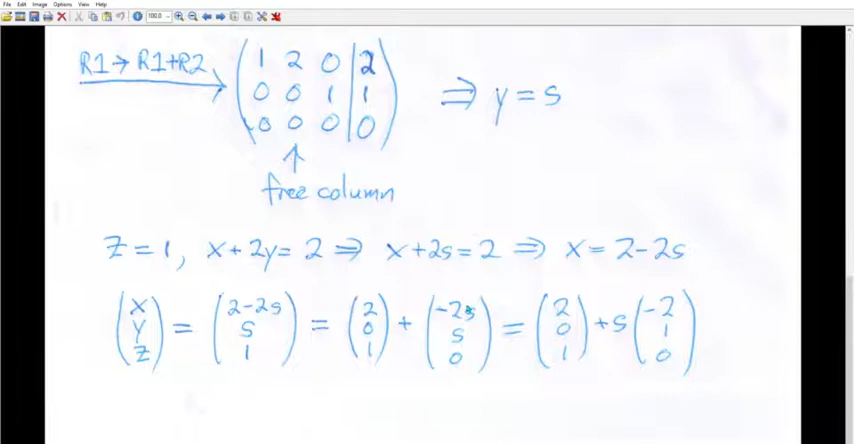 File Edit Image Options View Help
100.0
R1→R1+R2 ( 1 2 0 | 2 )
( 0 0 1 | 1 ) ⇒ y=s
( 0 0 0 | 0 )
↑
free column
Z=1, x+2y=2 ⇒ x+2s=2 ⇒ x=2-2s
(x y z) = (2-2s s 1) = (2 0 1) + (-2s s 0) = (2 0 1) + s (-2 1 0)